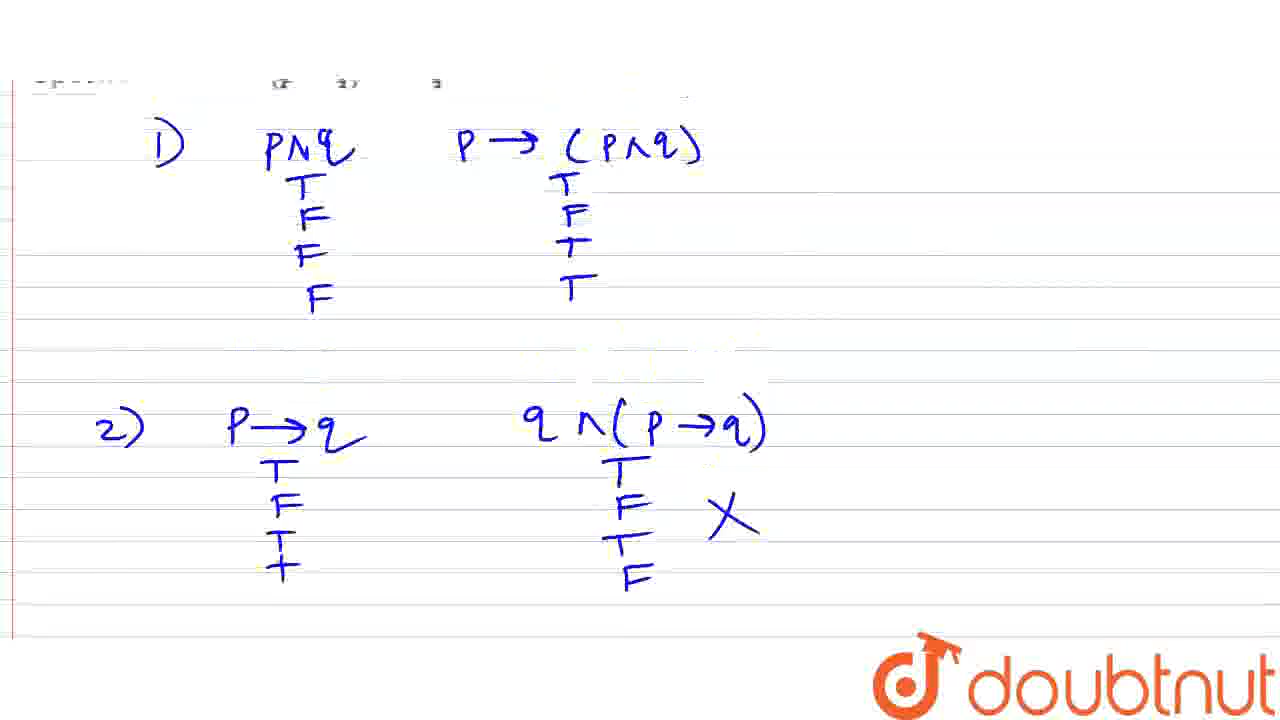 1) p∧q p → (p∧q)
T T
F F
F T
F T
2) p → q q ∧ (p → q)
T T
F F
T T
T F
doubtnut